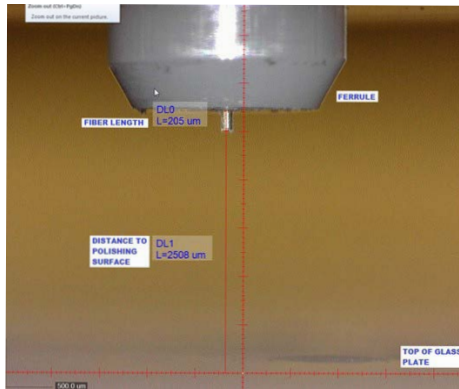 Zoom out (Ctrl+PgDn)
Zoom out on the current picture.
FERRULE
DL0
L=205 um
FIBER LENGTH
DISTANCE TO
POLISHING
SURFACE
DL1
L=2508 um
TOP OF GLASS
PLATE
500.0 um